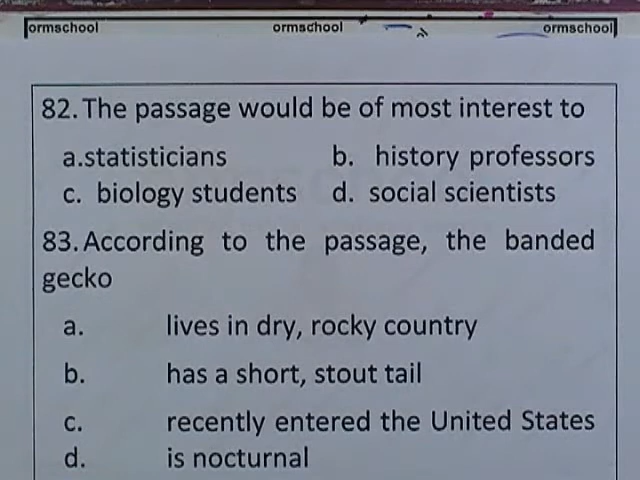 ormschool ormschool ormschool
82. The passage would be of most interest to
a.statisticians b. history professors
c. biology students d. social scientists
83. According to the passage, the banded
gecko
a. lives in dry, rocky country
b. has a short, stout tail
c. recently entered the United States
d. is nocturnal